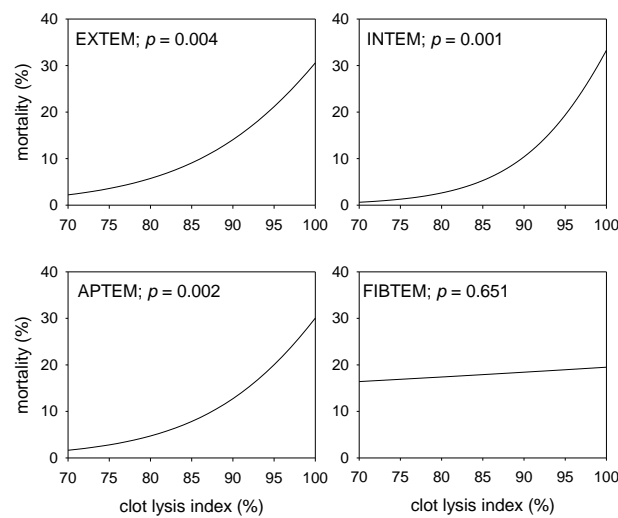 EXTEM; p = 0.004
mortality (%)
40
30
20
10
0
70 75 80 85 90 95 100
INTEM; p = 0.001
40
30
20
10
0
70 75 80 85 90 95 100
APTEM; p = 0.002
mortality (%)
40
30
20
10
0
70 75 80 85 90 95 100
clot lysis index (%)
FIBTEM; p = 0.651
40
30
20
10
0
70 75 80 85 90 95 100
clot lysis index (%)